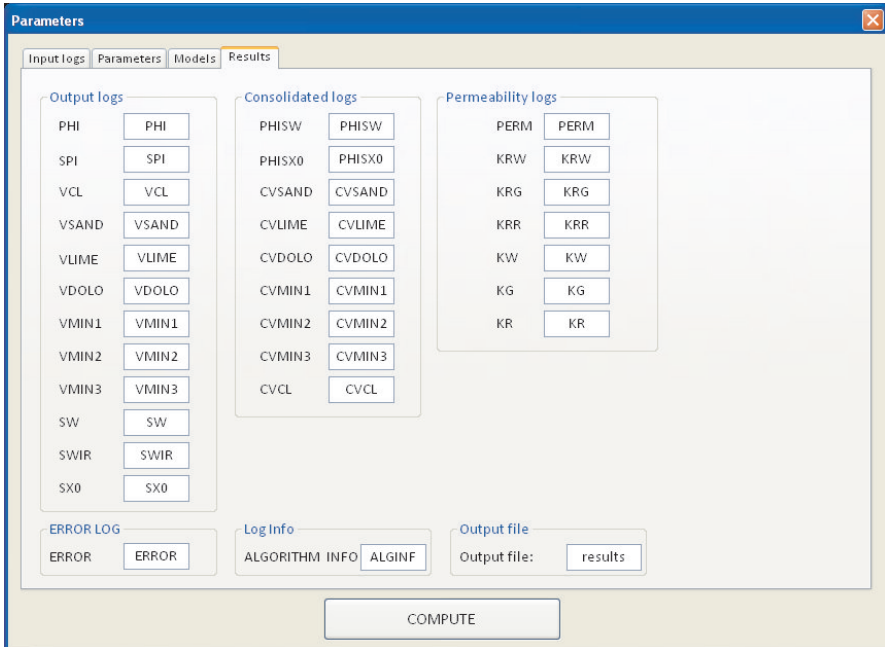 Parameters
Input logs Parameters Models Results
Output logs
PHI PHI
SPI SPI
VCL VCL
VSAND VSAND
VLIME VLIME
VDOLO VDOLO
VMIN1 VMIN1
VMIN2 VMIN2
VMIN3 VMIN3
SW SW
SWIR SWIR
SX0 SX0
Consolidated logs
PHISW PHISW
PHISX0 PHISX0
CVSAND CVSAND
CVLIME CVLIME
CVDOLO CVDOLO
CVMIN1 CVMIN1
CVMIN2 CVMIN2
CVMIN3 CVMIN3
CVCL CVCL
Permeability logs
PERM PERM
KRW KRW
KRG KRG
KRR KRR
KW KW
KG KG
KR KR
ERROR LOG
ERROR ERROR
Log Info
ALGORITHM INFO ALGINF
Output file
Output file: results
COMPUTE